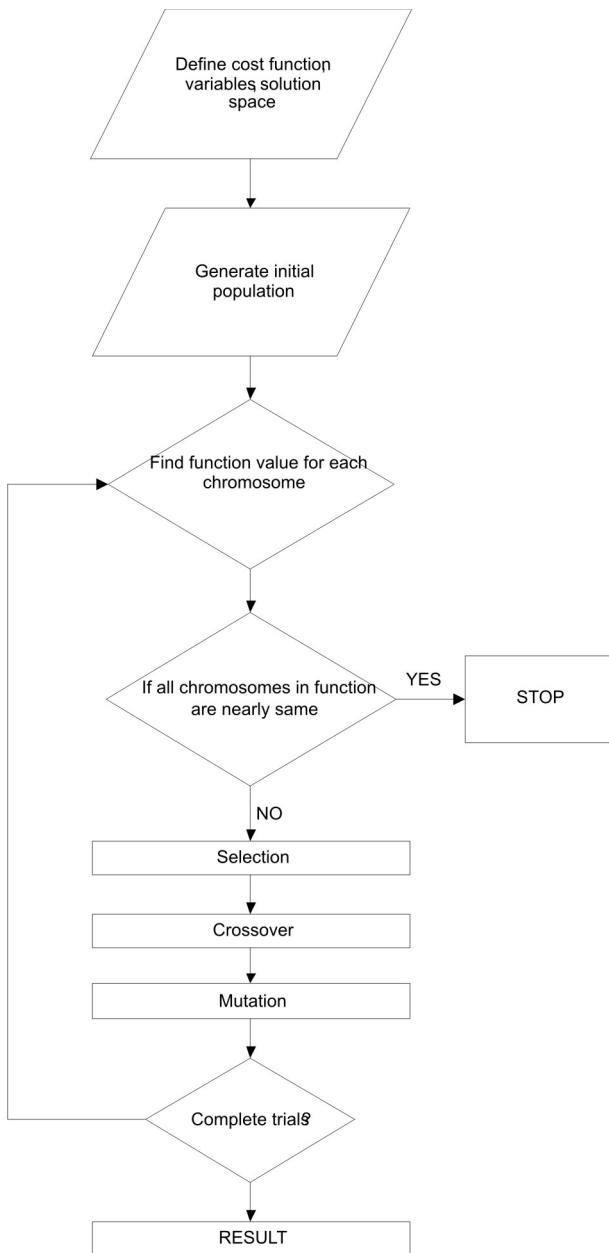 Define cost function,
variables, solution
space
Generate initial
population
Find function value for each
chromosome
If all chromosomes in function
are nearly same
YES
STOP
NO
Selection
Crossover
Mutation
Complete trials?
RESULT